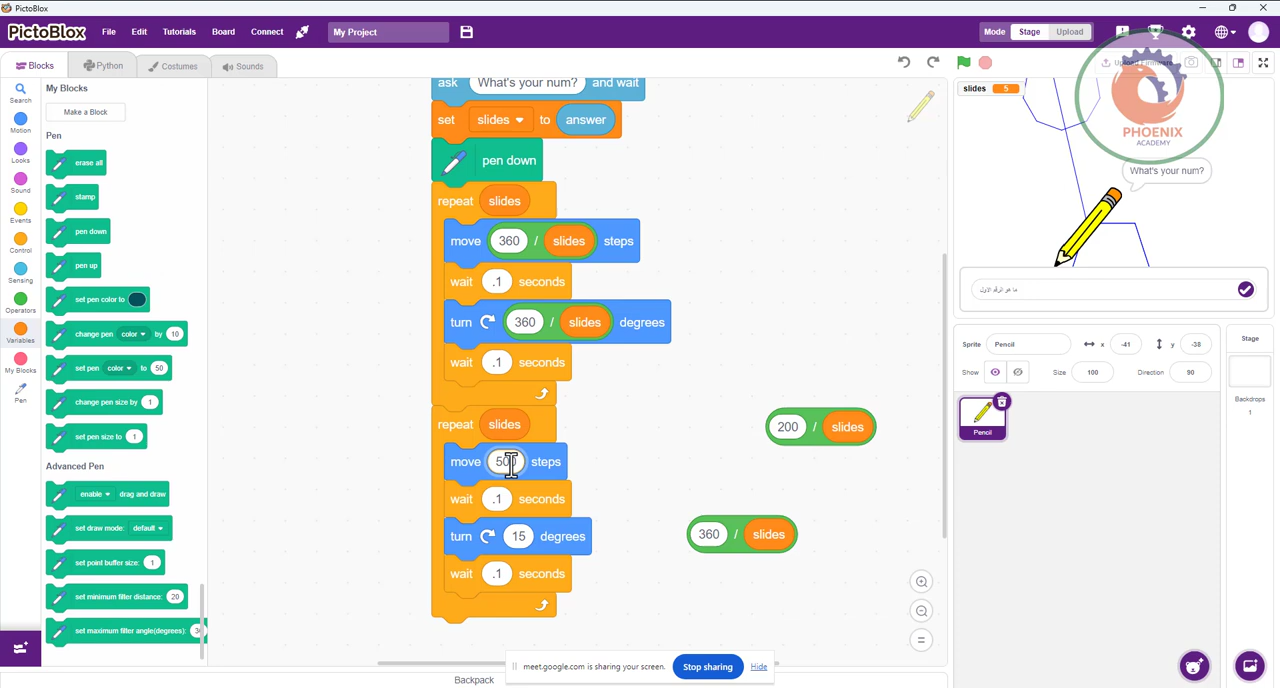 PictoBlox
PictoBlox
File
Edit
Tutorials
Board
Connect
My Project
Mode
Stage
Upload
Blocks
Python
Costumes
Sounds
Upload Firmware
Search
Motion
Looks
Sound
Events
Control
Sensing
Operators
Variables
My Blocks
Pen
My Blocks
Make a Block
Pen
erase all
stamp
pen down
pen up
set pen color to
change pen color by 10
set pen color to 50
change pen size by 1
set pen size to 1
Advanced Pen
enable drag and draw
set draw mode: default
set point buffer size: 1
set minimum filter distance: 20
set maximum filter angle(degrees):
ask What's your num? and wait
set slides to answer
pen down
repeat slides
move 360 / slides steps
wait .1 seconds
turn 360 / slides degrees
wait .1 seconds
repeat slides
move 500 steps
wait .1 seconds
turn 15 degrees
wait .1 seconds
200 / slides
360 / slides
slides 5
PHOENIX
ACADEMY
What's your num?
ما هو الرقم الاول
Sprite Pencil x -41 y -38
Show Size 100 Direction 90
Pencil
Stage
Backdrops
1
meet.google.com is sharing your screen. Stop sharing Hide
Backpack